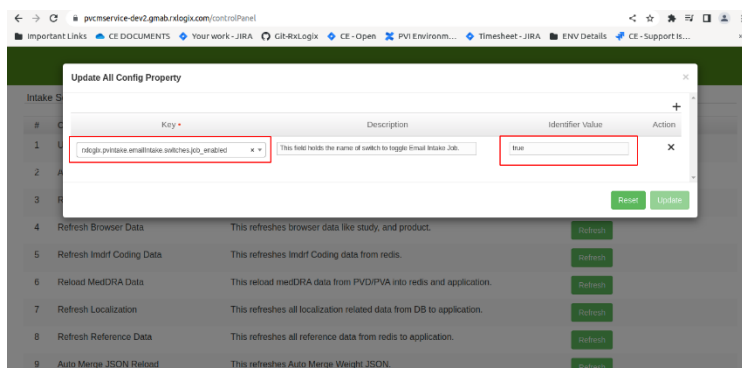 pvcmservice-dev2.gmab.rxlogix.com/controlPanel
Important Links CE DOCUMENTS Your work - JIRA Git-RxLogix CE - Open PVI Environm... Timesheet - JIRA ENV Details CE - Support Is...
Update All Config Property ×
Intake S
+
# Key • Description Identifier Value Action
1 rxlogix.pvintake.emailIntake.switches.job_enabled × This field holds the name of switch to toggle Email Intake Job. true ×
2
3
Reset Update
4 Refresh Browser Data This refreshes browser data like study, and product. Refresh
5 Refresh Imdrf Coding Data This refreshes Imdrf Coding data from redis. Refresh
6 Reload MedDRA Data This reload medDRA data from PVD/PVA into redis and application. Refresh
7 Refresh Localization This refreshes all localization related data from DB to application. Refresh
8 Refresh Reference Data This refreshes all reference data from redis to application. Refresh
9 Auto Merge JSON Reload This refreshes Auto Merge Weight JSON. Refresh